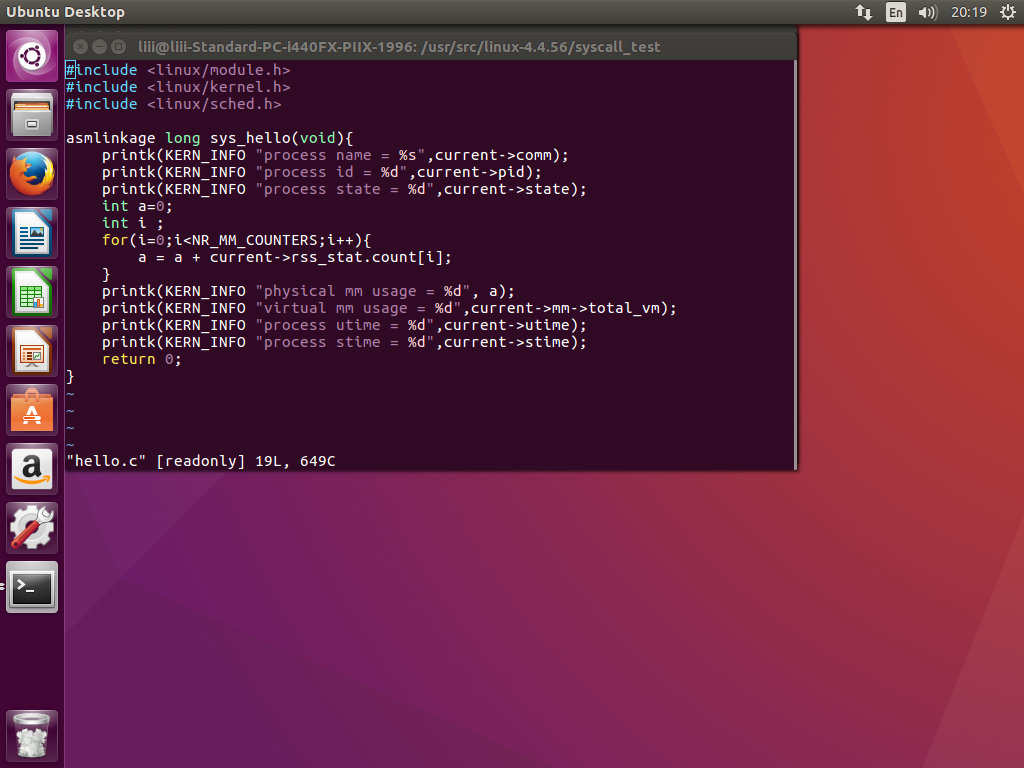 Ubuntu Desktop
En
20:19
liii@liii-Standard-PC-i440FX-PIIX-1996: /usr/src/linux-4.4.56/syscall_test
#include <linux/module.h>
#include <linux/kernel.h>
#include <linux/sched.h>
asmlinkage long sys_hello(void){
    printk(KERN_INFO "process name = %s",current->comm);
    printk(KERN_INFO "process id = %d",current->pid);
    printk(KERN_INFO "process state = %d",current->state);
    int a=0;
    int i ;
    for(i=0;i<NR_MM_COUNTERS;i++){
        a = a + current->rss_stat.count[i];
    }
    printk(KERN_INFO "physical mm usage = %d", a);
    printk(KERN_INFO "virtual mm usage = %d",current->mm->total_vm);
    printk(KERN_INFO "process utime = %d",current->utime);
    printk(KERN_INFO "process stime = %d",current->stime);
    return 0;
}
~
~
~
~
"hello.c" [readonly] 19L, 649C